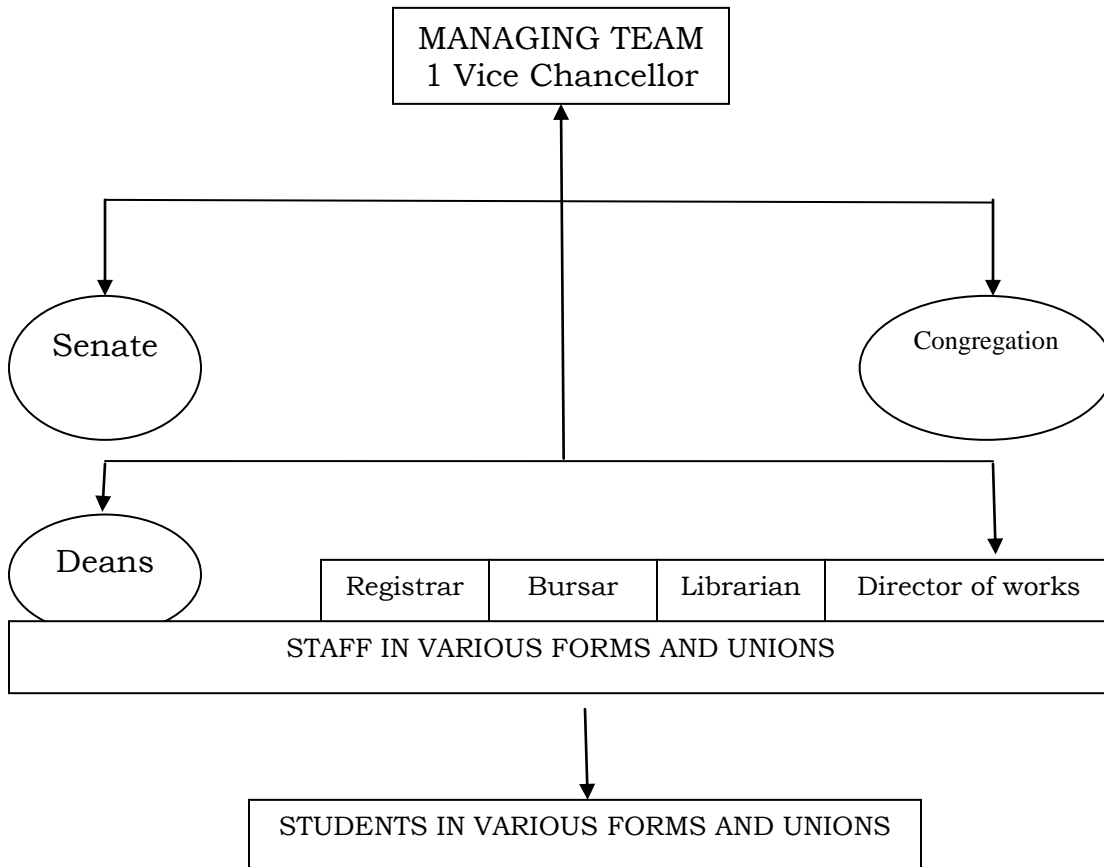 MANAGING TEAM
1 Vice Chancellor
Senate
Congregation
Deans
Registrar
Bursar
Librarian
Director of works
STAFF IN VARIOUS FORMS AND UNIONS
STUDENTS IN VARIOUS FORMS AND UNIONS